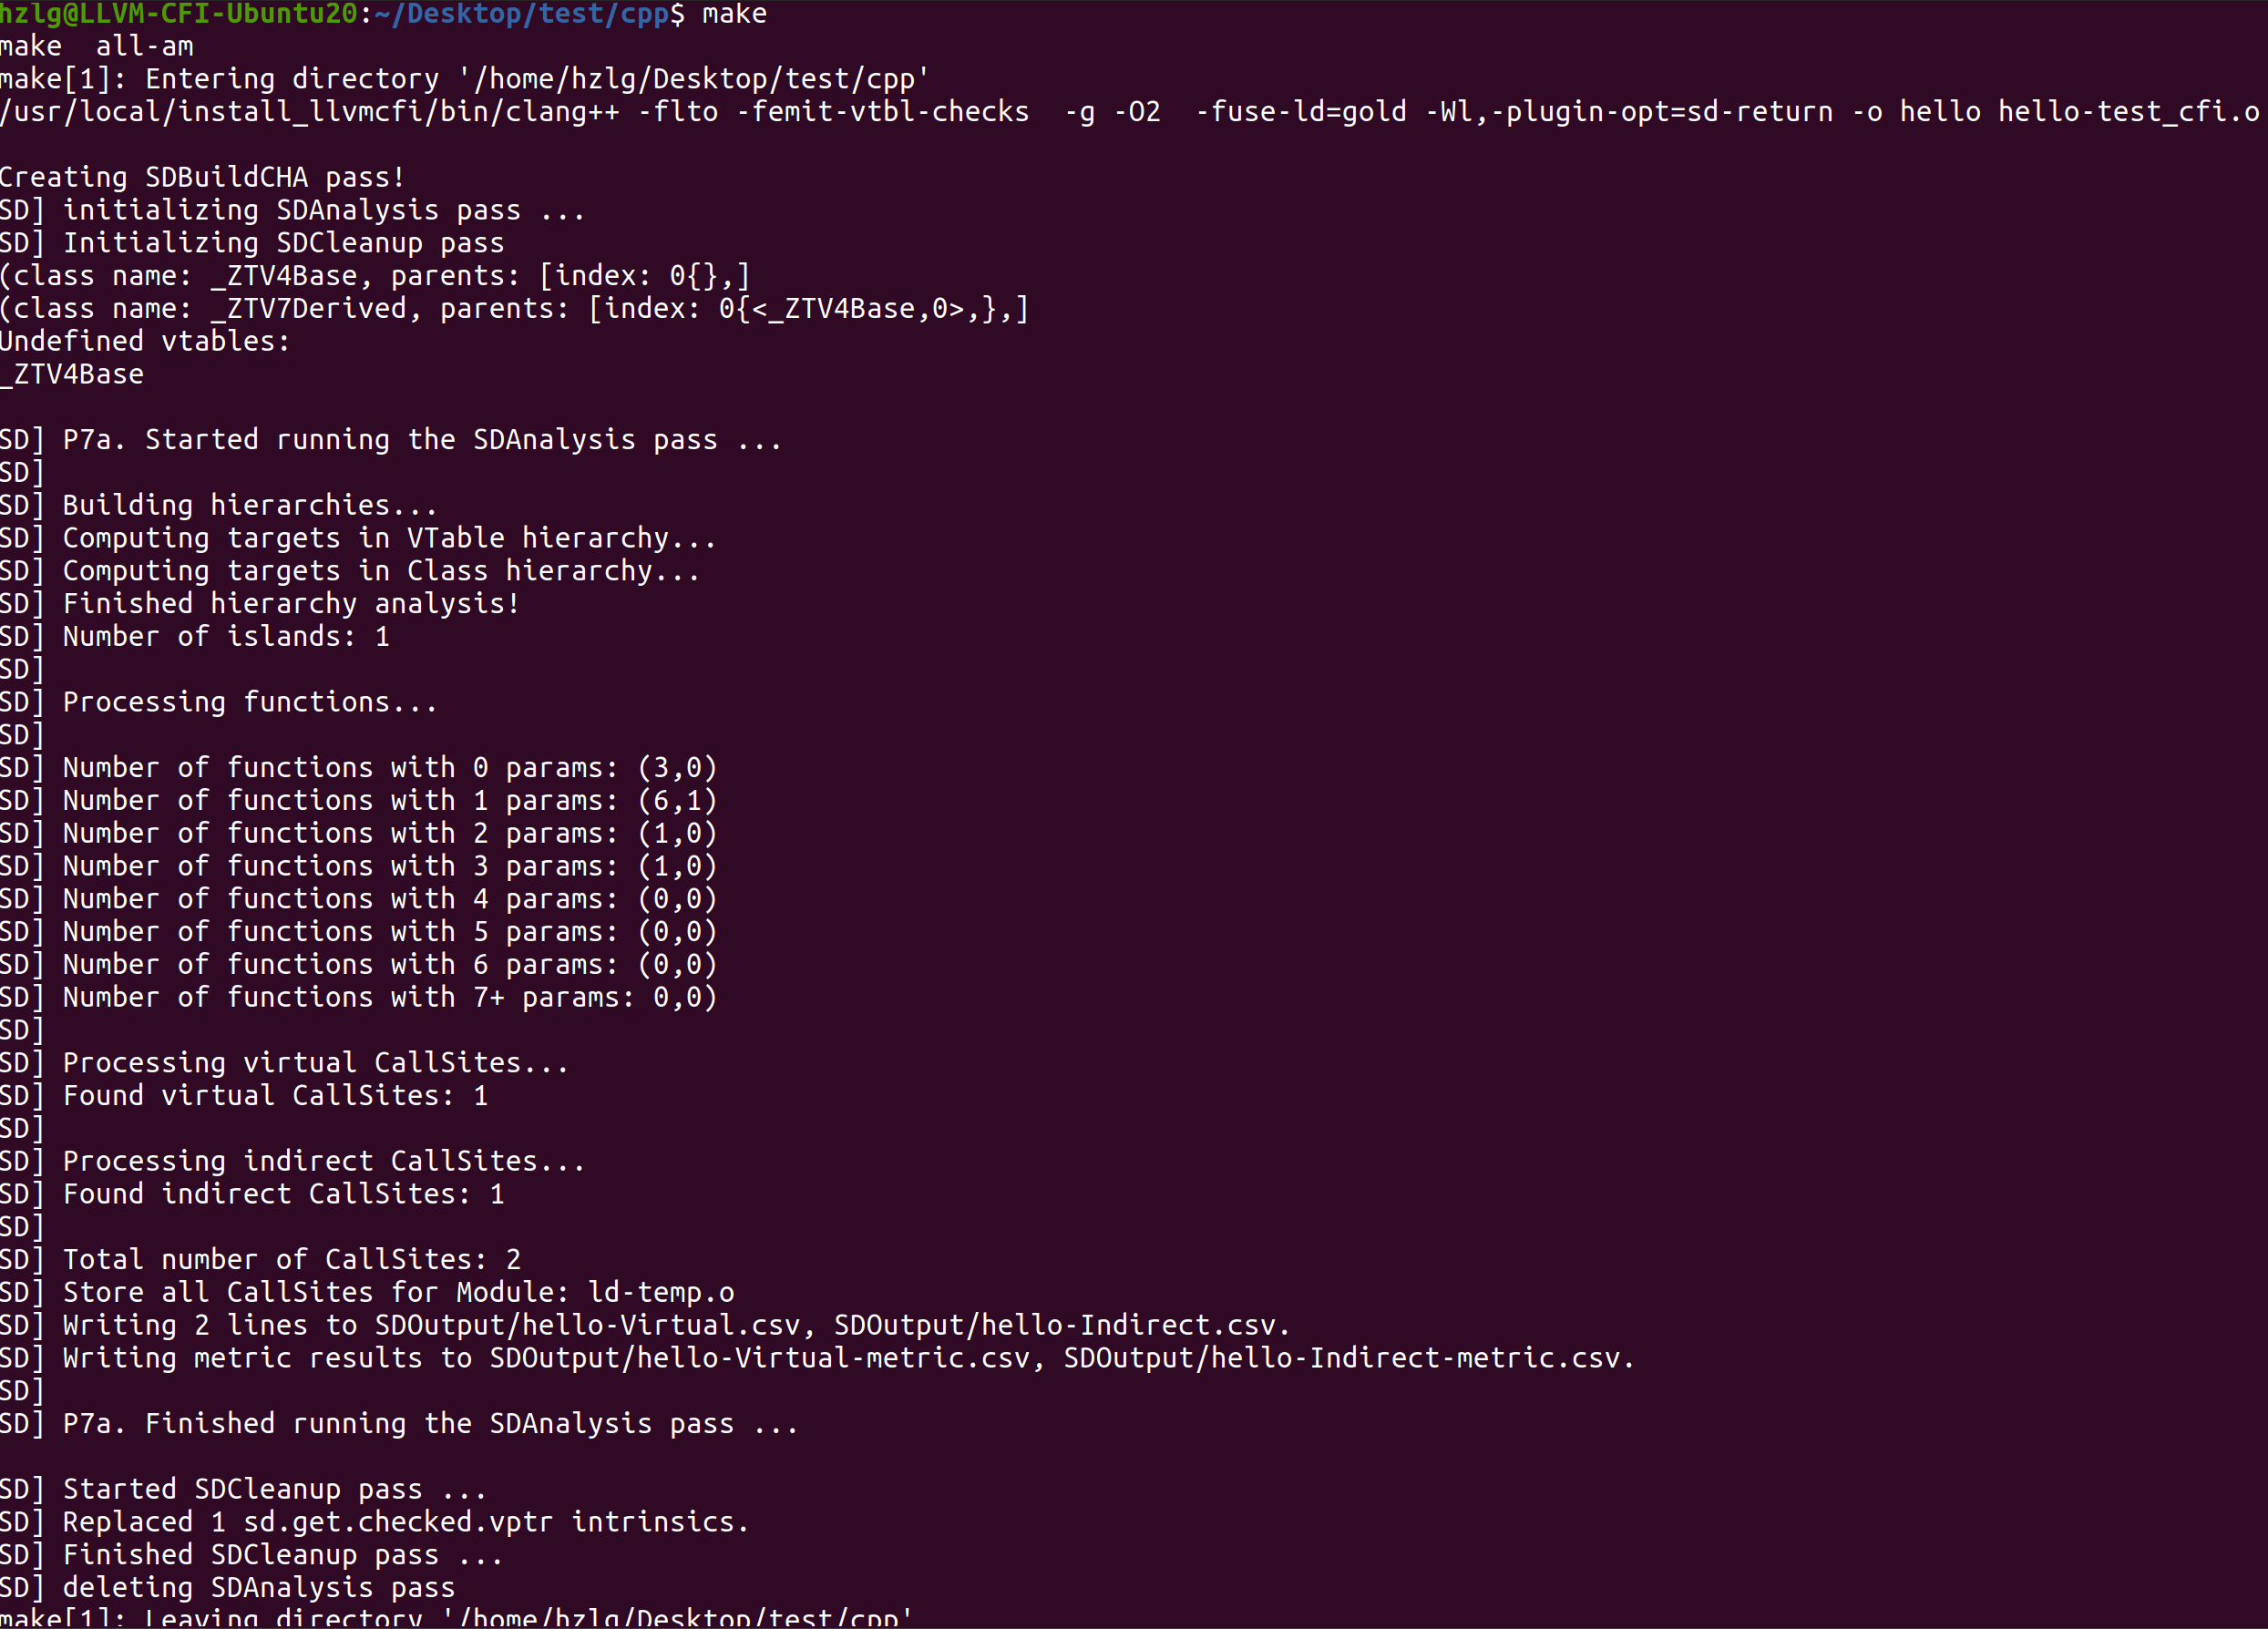 hzlg@LLVM-CFI-Ubuntu20:~/Desktop/test/cpp$ make
make  all-am
make[1]: Entering directory '/home/hzlg/Desktop/test/cpp'
/usr/local/install_llvmcfi/bin/clang++ -flto -femit-vtbl-checks  -g -O2  -fuse-ld=gold -Wl,-plugin-opt=sd-return -o hello hello-test_cfi.o

Creating SDBuildCHA pass!
SD] initializing SDAnalysis pass ...
SD] Initializing SDCleanup pass
(class name: _ZTV4Base, parents: [index: 0{},]
(class name: _ZTV7Derived, parents: [index: 0{<_ZTV4Base,0>,},]
Undefined vtables:
_ZTV4Base

SD] P7a. Started running the SDAnalysis pass ...
SD]
SD] Building hierarchies...
SD] Computing targets in VTable hierarchy...
SD] Computing targets in Class hierarchy...
SD] Finished hierarchy analysis!
SD] Number of islands: 1
SD]
SD] Processing functions...
SD]
SD] Number of functions with 0 params: (3,0)
SD] Number of functions with 1 params: (6,1)
SD] Number of functions with 2 params: (1,0)
SD] Number of functions with 3 params: (1,0)
SD] Number of functions with 4 params: (0,0)
SD] Number of functions with 5 params: (0,0)
SD] Number of functions with 6 params: (0,0)
SD] Number of functions with 7+ params: 0,0)
SD]
SD] Processing virtual CallSites...
SD] Found virtual CallSites: 1
SD]
SD] Processing indirect CallSites...
SD] Found indirect CallSites: 1
SD]
SD] Total number of CallSites: 2
SD] Store all CallSites for Module: ld-temp.o
SD] Writing 2 lines to SDOutput/hello-Virtual.csv, SDOutput/hello-Indirect.csv.
SD] Writing metric results to SDOutput/hello-Virtual-metric.csv, SDOutput/hello-Indirect-metric.csv.
SD]
SD] P7a. Finished running the SDAnalysis pass ...

SD] Started SDCleanup pass ...
SD] Replaced 1 sd.get.checked.vptr intrinsics.
SD] Finished SDCleanup pass ...
SD] deleting SDAnalysis pass
make[1]: Leaving directory '/home/hzlg/Desktop/test/cpp'